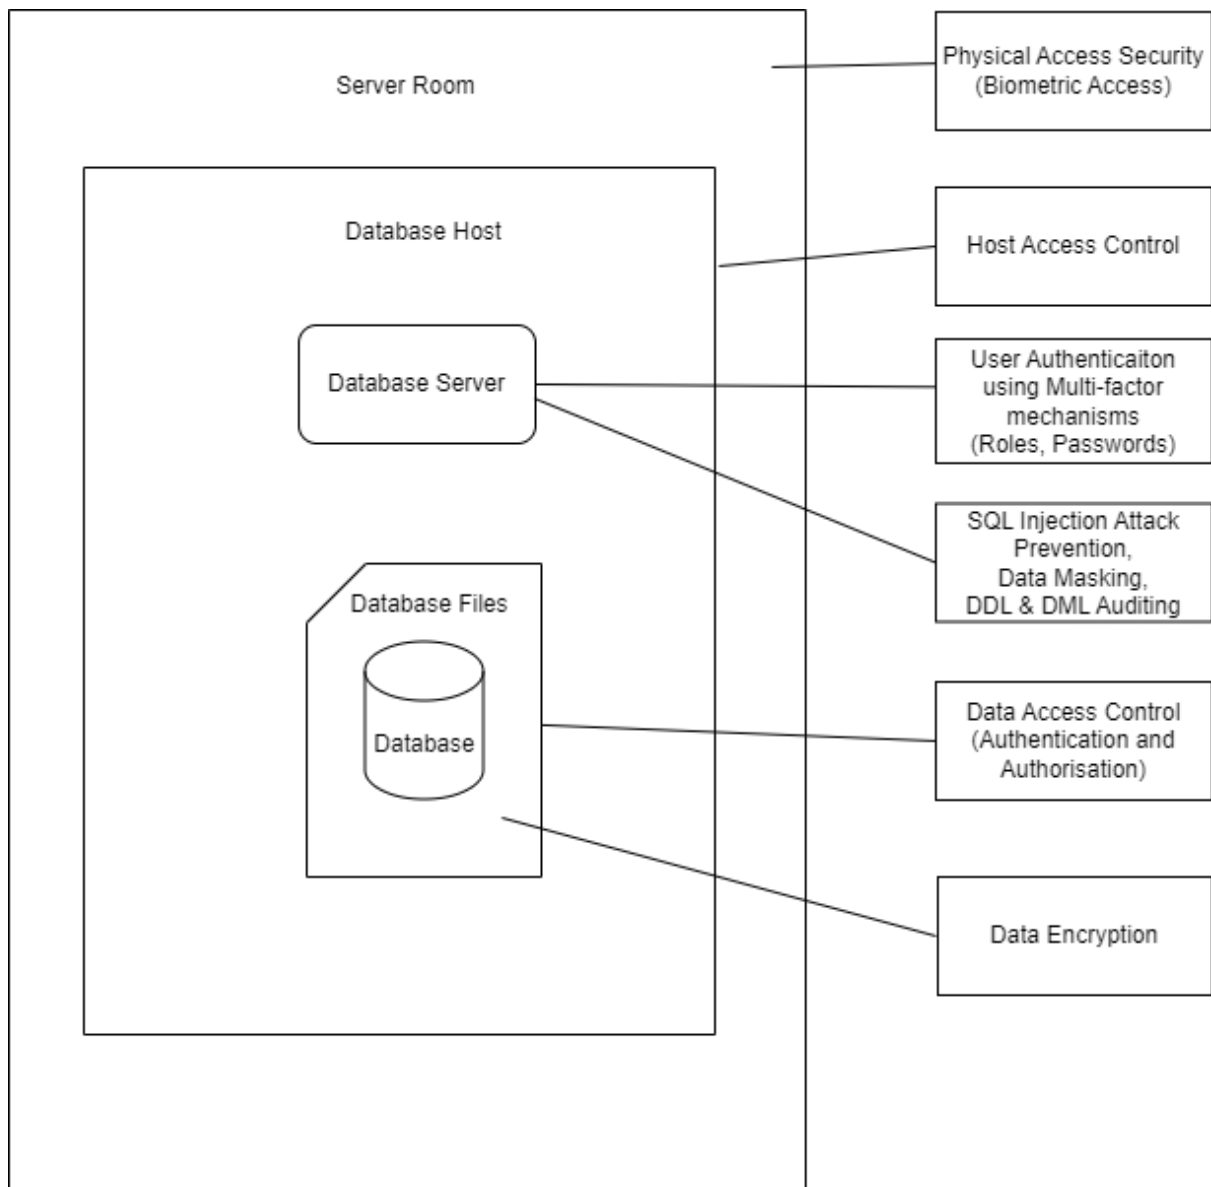 Server Room
Physical Access Security
(Biometric Access)
Database Host
Host Access Control
Database Server
User Authenticaiton
using Multi-factor
mechanisms
(Roles, Passwords)
SQL Injection Attack
Prevention,
Data Masking,
DDL & DML Auditing
Database Files
Database
Data Access Control
(Authentication and
Authorisation)
Data Encryption